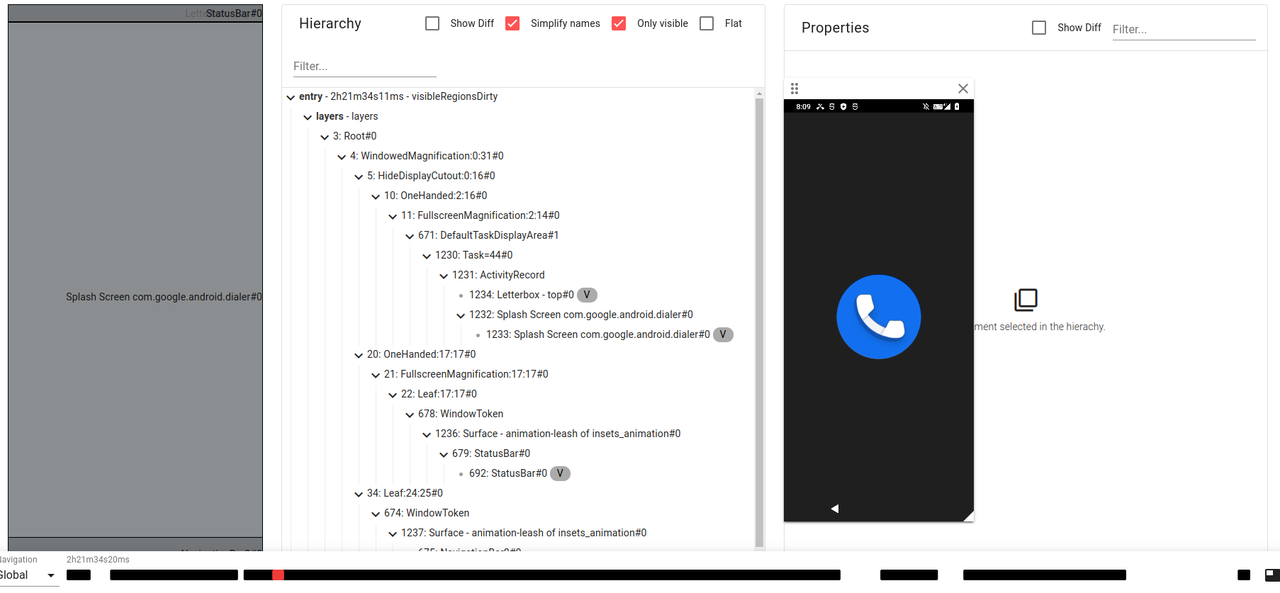 StatusBar#0
Splash Screen com.google.android.dialer#0
Hierarchy
Show Diff
Simplify names
Only visible
Flat
Filter...
entry - 2h21m34s11ms - visibleRegionsDirty
layers - layers
3: Root#0
4: WindowedMagnification:0:31#0
5: HideDisplayCutout:0:16#0
10: OneHanded:2:16#0
11: FullscreenMagnification:2:14#0
671: DefaultTaskDisplayArea#1
1230: Task=44#0
1231: ActivityRecord
1234: Letterbox - top#0 V
1232: Splash Screen com.google.android.dialer#0
1233: Splash Screen com.google.android.dialer#0 V
20: OneHanded:17:17#0
21: FullscreenMagnification:17:17#0
22: Leaf:17:17#0
678: WindowToken
1236: Surface - animation-leash of insets_animation#0
679: StatusBar#0
692: StatusBar#0 V
34: Leaf:24:25#0
674: WindowToken
1237: Surface - animation-leash of insets_animation#0
675: NavigationBar0#0
Properties
Show Diff
Filter...
8:09
ment selected in the hierachy.
Navigation
Global
2h21m34s20ms